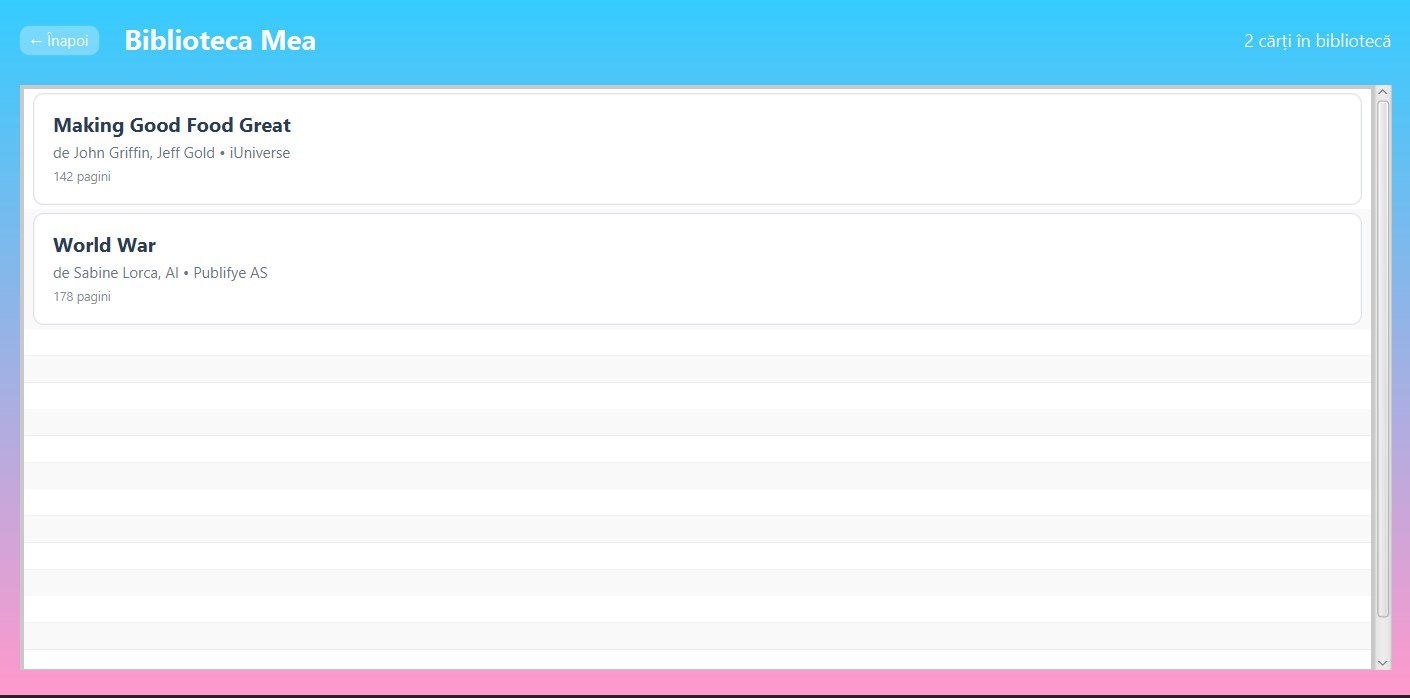 ← Înapoi
Biblioteca Mea
2 cărți în bibliotecă
Making Good Food Great
de John Griffin, Jeff Gold • iUniverse
142 pagini
World War
de Sabine Lorca, AI • Publifye AS
178 pagini